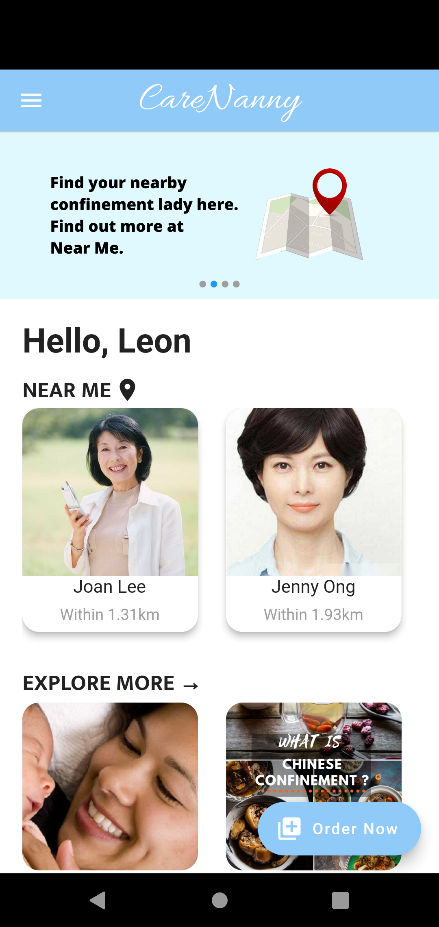 CareNanny
Find your nearby
confinement lady here.
Find out more at
Near Me.
Hello, Leon
NEAR ME
Joan Lee
Jenny Ong
Within 1.31km
Within 1.93km
EXPLORE MORE →
WHAT IS
CHINESE
CONFINEMENT ?
Order Now